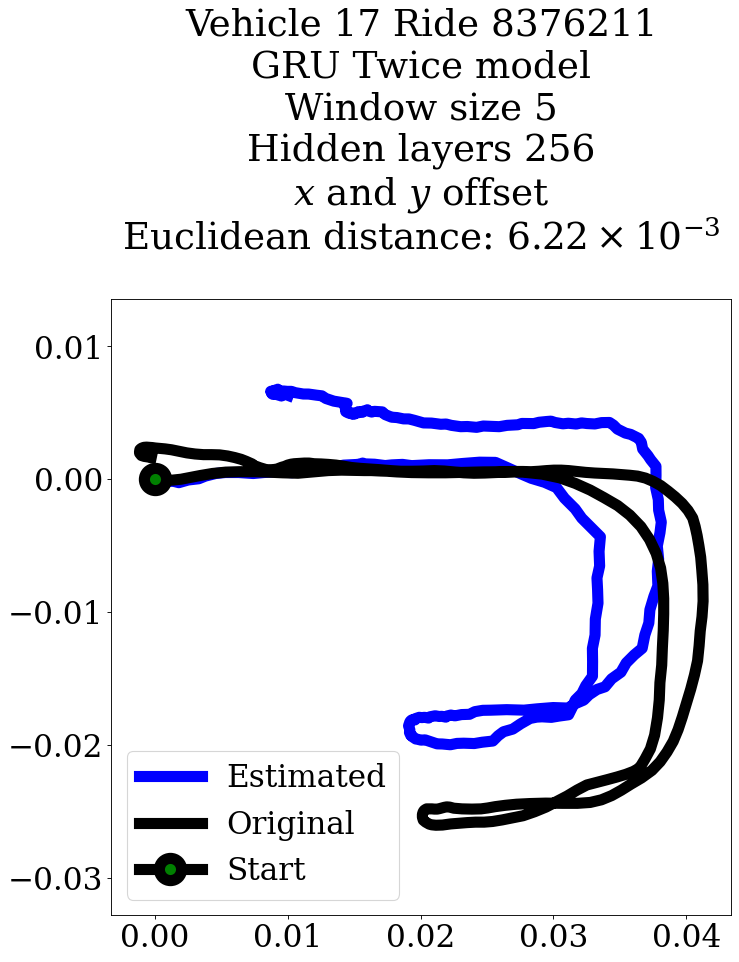 Vehicle 17 Ride 8376211
GRU Twice model
Window size 5
Hidden layers 256
x and y offset
Euclidean distance: 6.22 × 10⁻³
0.01
0.00
−0.01
−0.02
−0.03
Estimated
Original
Start
0.00 0.01 0.02 0.03 0.04